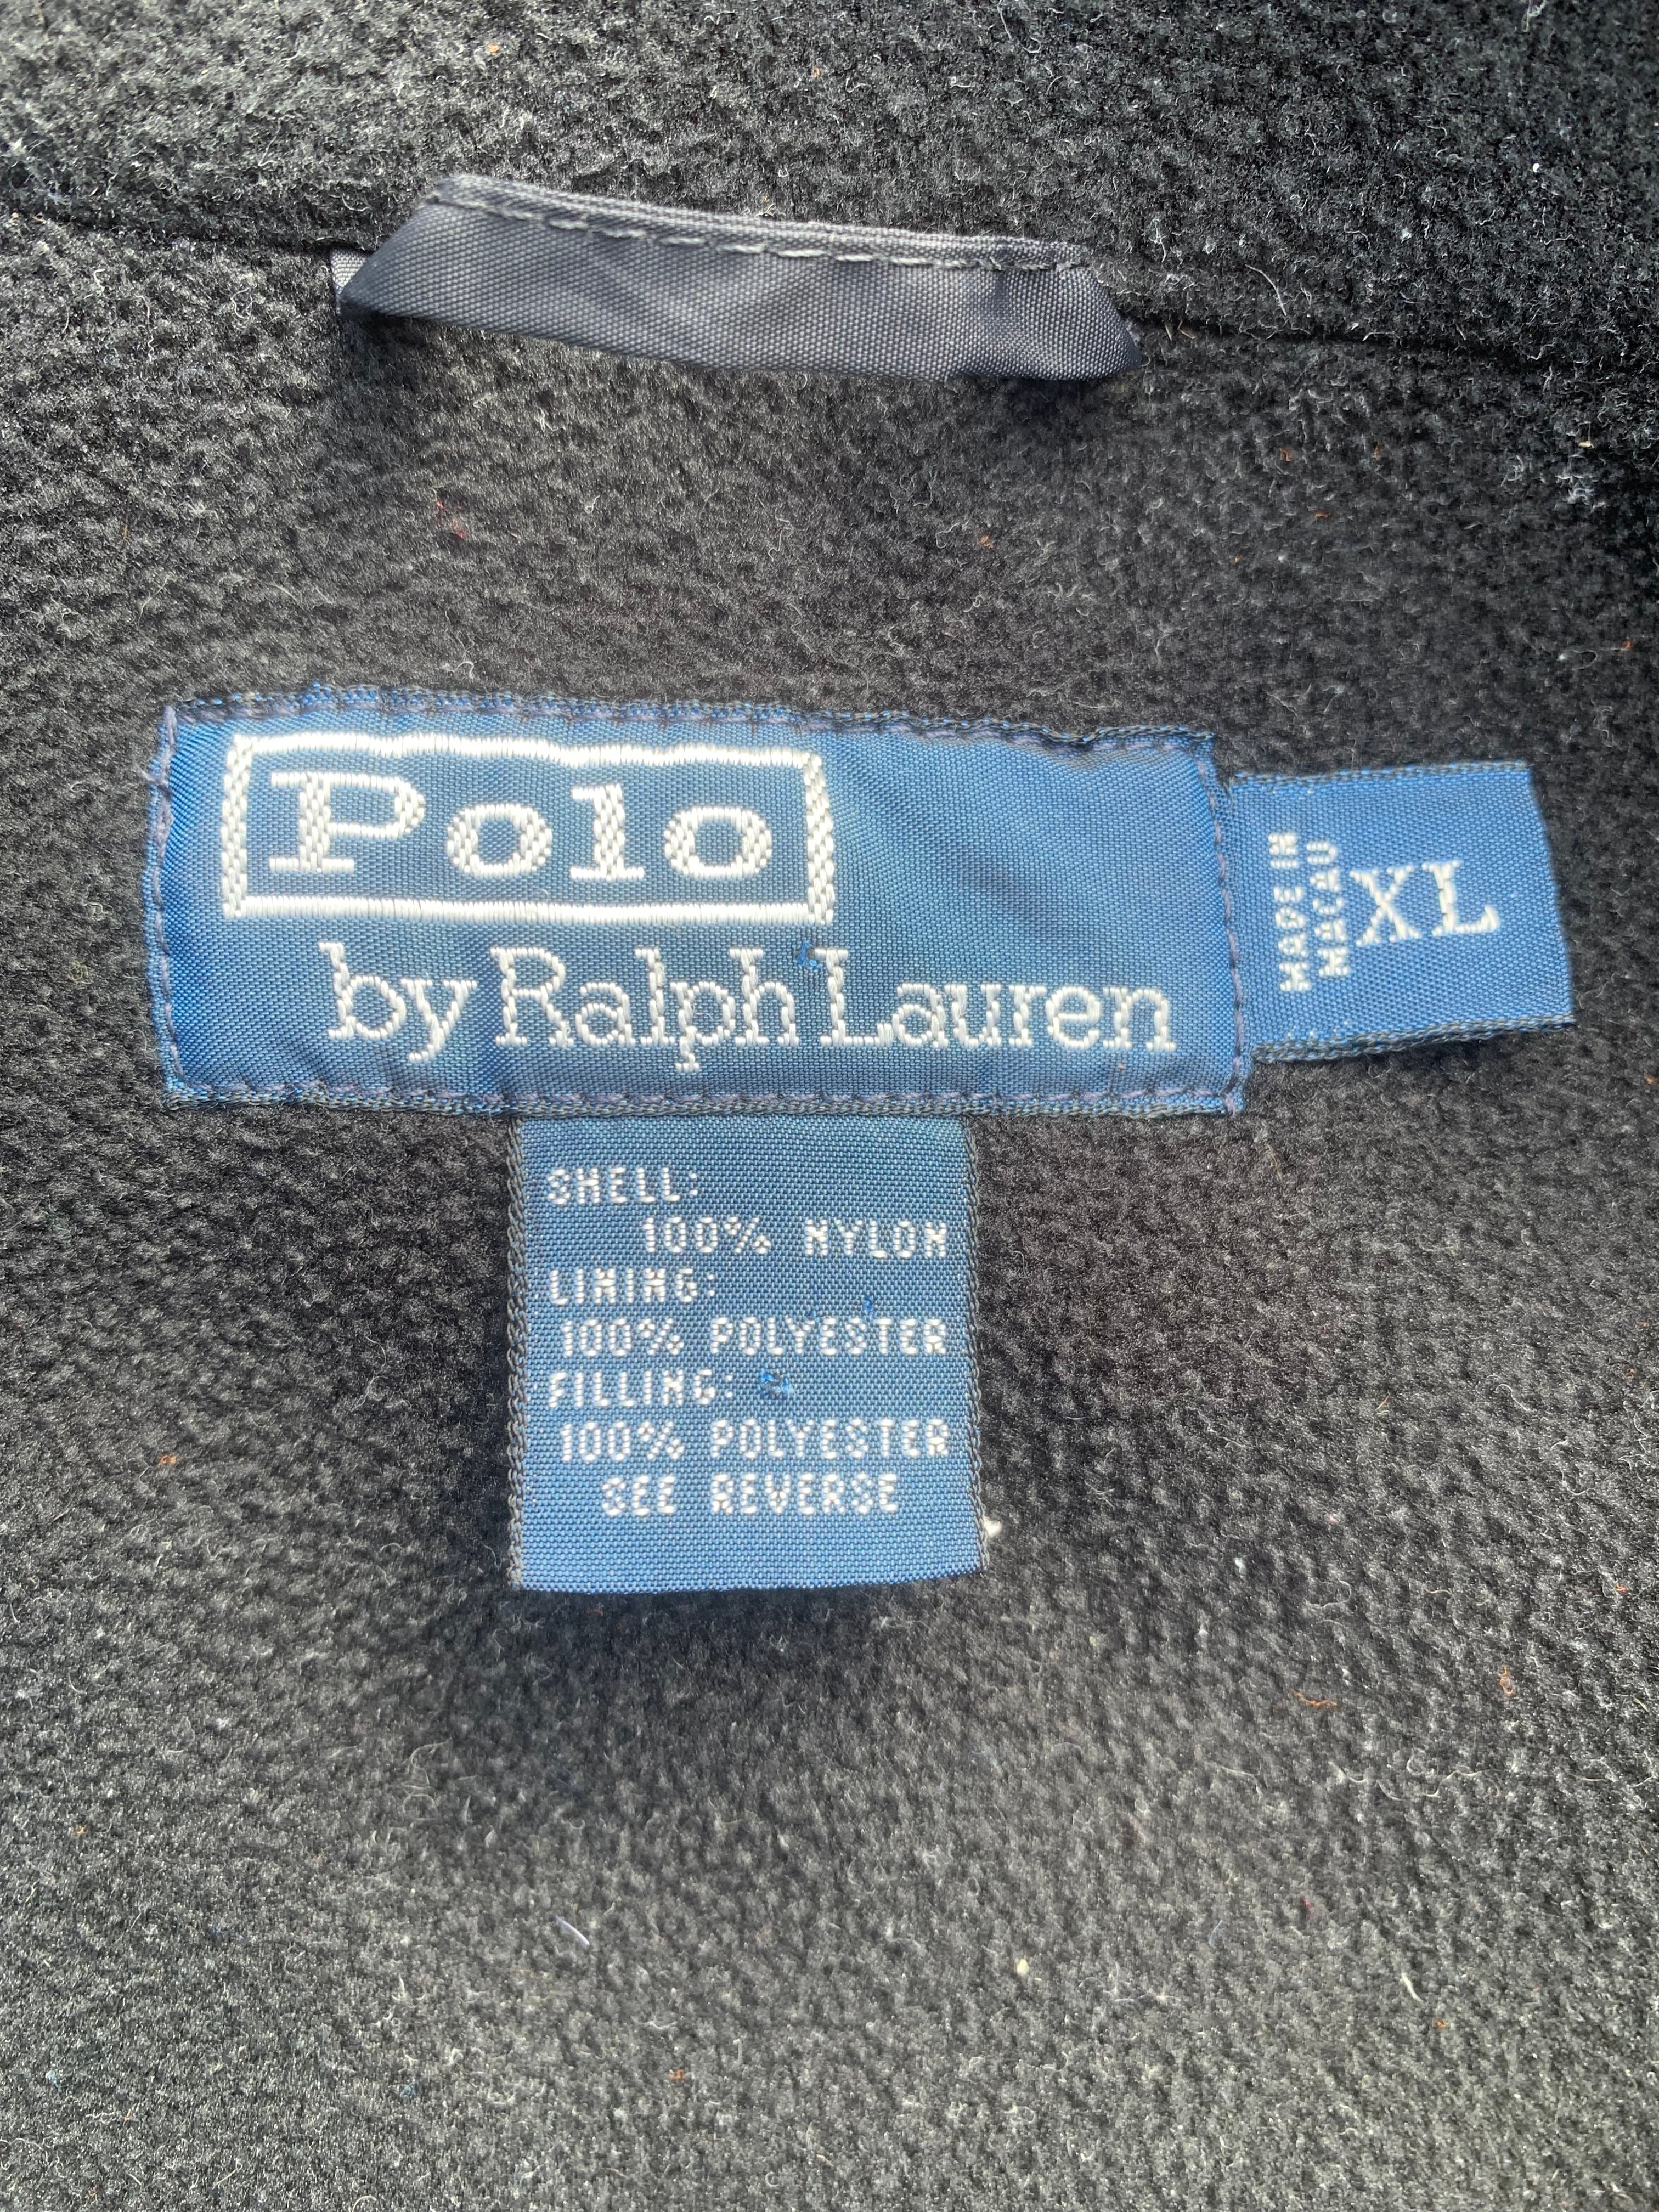 Polo
by Ralph Lauren
MADE IN
MACAU
XL
SHELL:
100% NYLON
LINING:
100% POLYESTER
FILLING:
100% POLYESTER
SEE REVERSE